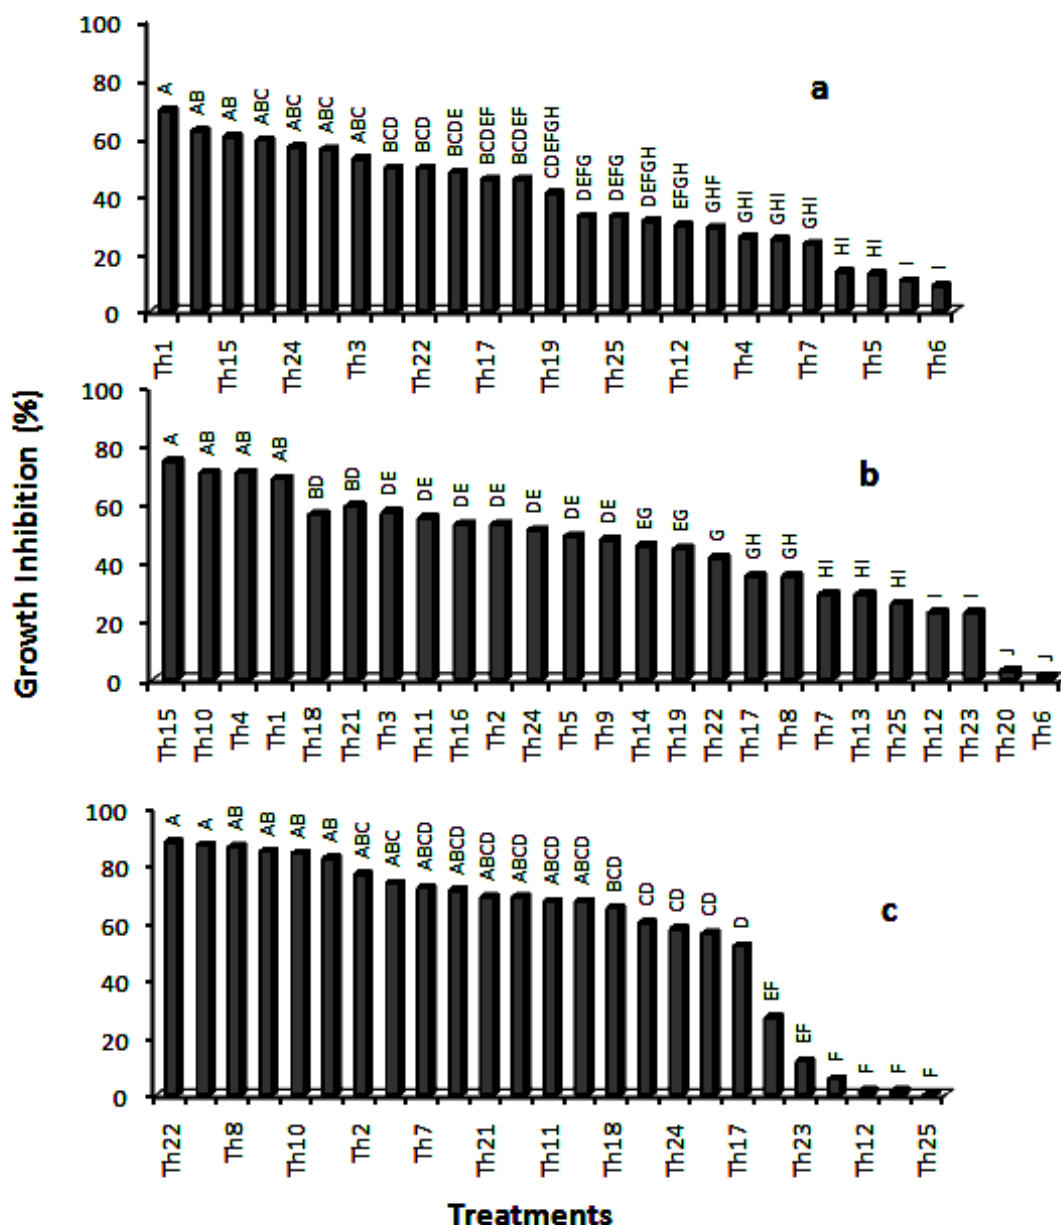 100
80
60
40
20
0
a
A AB AB ABC ABC ABC ABC BCD BCD BCDE BCDEF BCDEF CDEFGH DEFG DEFG DEFGH EFGH GHF GHI GHI GHI HI HI I I
Th1 Th15 Th24 Th3 Th22 Th17 Th19 Th25 Th12 Th4 Th7 Th5 Th6
Growth Inhibition (%)
100
80
60
40
20
0
b
A AB AB AB BD BD DE DE DE DE DE DE DE EG EG G GH GH HI HI HI I I J J
Th15 Th10 Th4 Th1 Th18 Th21 Th3 Th11 Th16 Th2 Th24 Th5 Th9 Th14 Th19 Th22 Th17 Th8 Th7 Th13 Th25 Th12 Th23 Th20 Th6
100
80
60
40
20
0
c
A A AB AB AB AB ABC ABC ABCD ABCD ABCD ABCD ABCD ABCD BCD CD CD CD D EF EF F F F F
Th22 Th8 Th10 Th2 Th7 Th21 Th11 Th18 Th24 Th17 Th23 Th12 Th25
Treatments